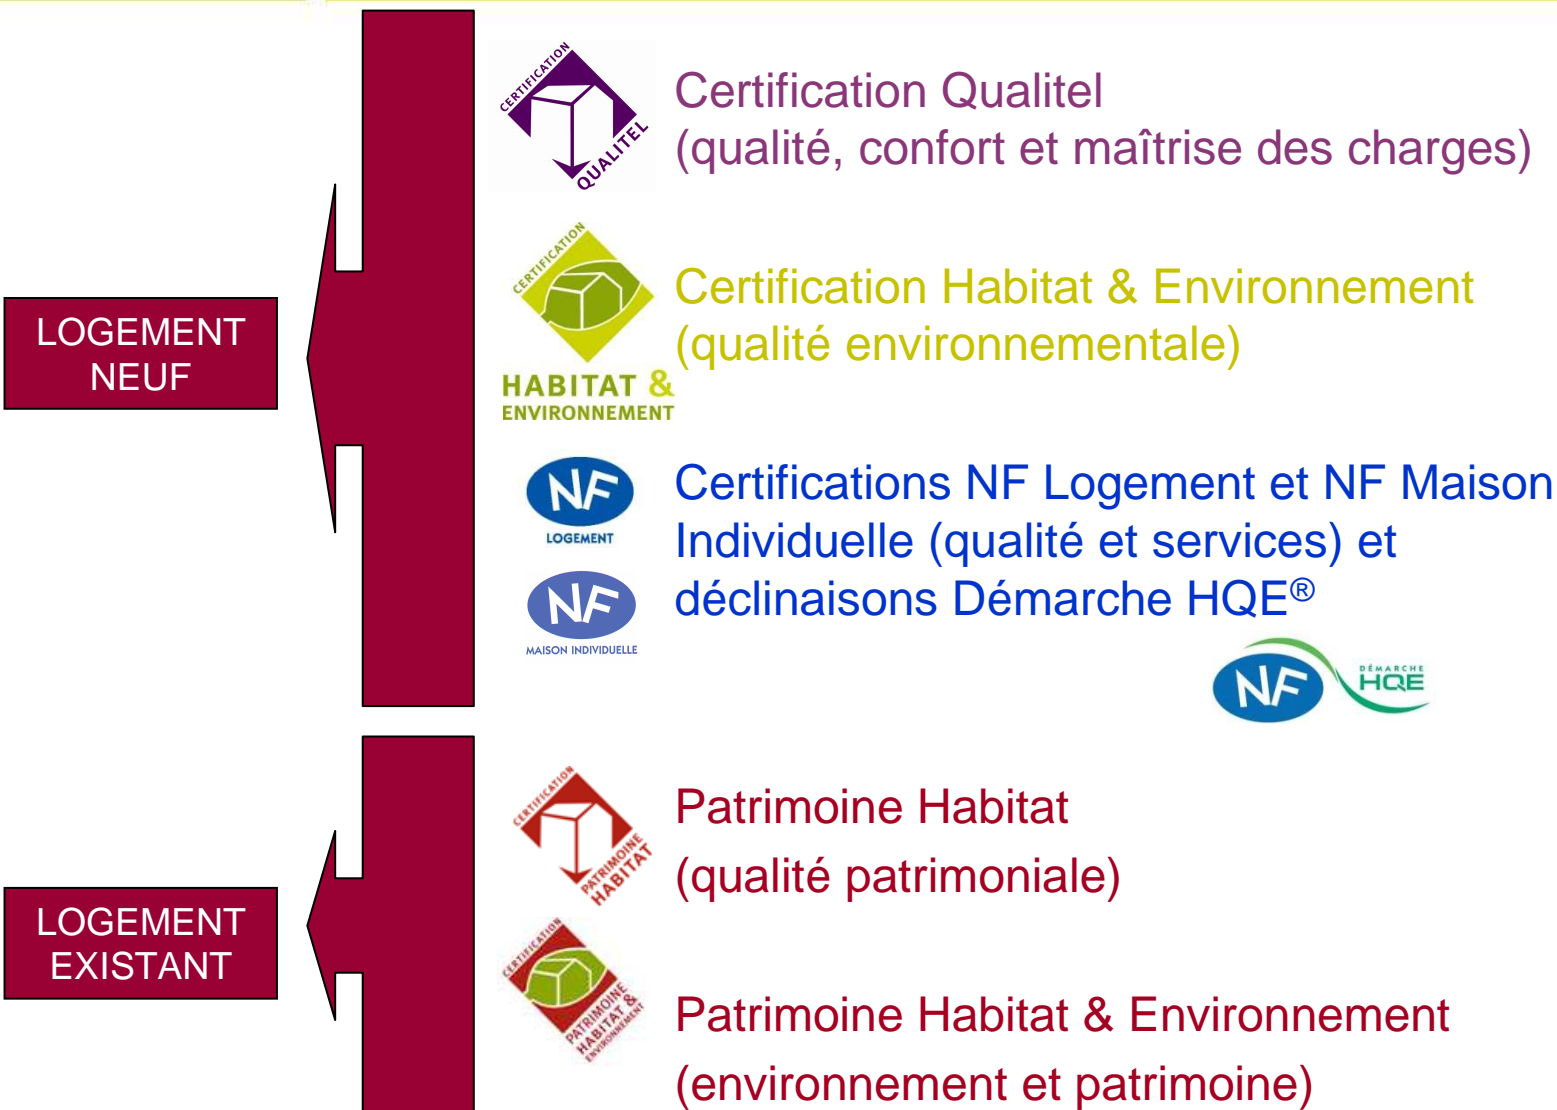 CERTIFICATION
QUALITEL
Certification Qualitel
(qualité, confort et maîtrise des charges)
CERTIFICATION
HABITAT &
ENVIRONNEMENT
Certification Habitat & Environnement
(qualité environnementale)
LOGEMENT
NEUF
NF
LOGEMENT
NF
MAISON INDIVIDUELLE
Certifications NF Logement et NF Maison
Individuelle (qualité et services) et
déclinaisons Démarche HQE®
NF
DÉMARCHE
HQE
CERTIFICATION
PATRIMOINE
HABITAT
Patrimoine Habitat
(qualité patrimoniale)
LOGEMENT
EXISTANT
CERTIFICATION
PATRIMOINE
HABITAT &
ENVIRONNEMENT
Patrimoine Habitat & Environnement
(environnement et patrimoine)